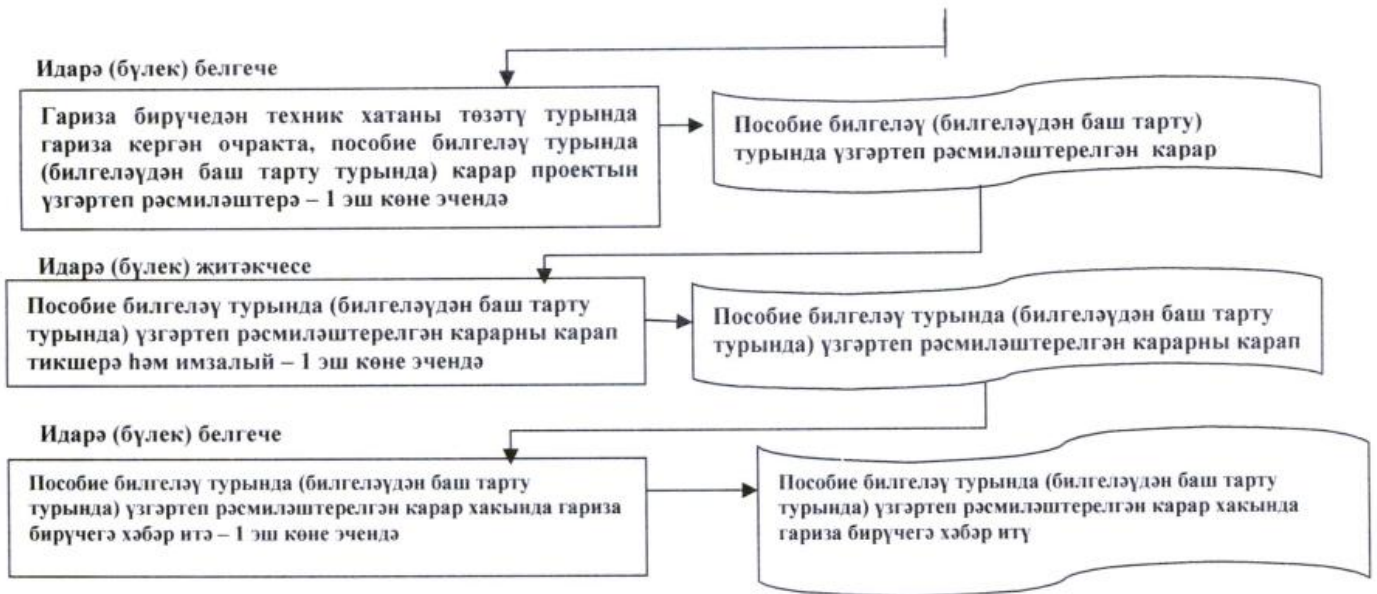 Идарә (бүлек) белгече
Гариза бирүчедән техник хатаны төзәтү турында
гариза кергән очракта, пособие билгеләү турында
(билгеләүдән баш тарту турында) карар проектын
үзгәртеп рәсмиләштерә – 1 эш көне эчендә
Пособие билгеләү (билгеләүдән баш тарту)
турында үзгәртеп рәсмиләштерелгән карар
Идарә (бүлек) җитәкчесе
Пособие билгеләү турында (билгеләүдән баш тарту
турында) үзгәртеп рәсмиләштерелгән карарны карап
тикшерә һәм имзалый – 1 эш көне эчендә
Пособие билгеләү турында (билгеләүдән баш тарту
турында) үзгәртеп рәсмиләштерелгән карарны карап
Идарә (бүлек) белгече
Пособие билгеләү турында (билгеләүдән баш тарту
турында) үзгәртеп рәсмиләштерелгән карар хакында гариза
бирүчегә хәбәр итә – 1 эш көне эчендә
Пособие билгеләү турында (билгеләүдән баш тарту
турында) үзгәртеп рәсмиләштерелгән карар хакында
гариза бирүчегә хәбәр итү